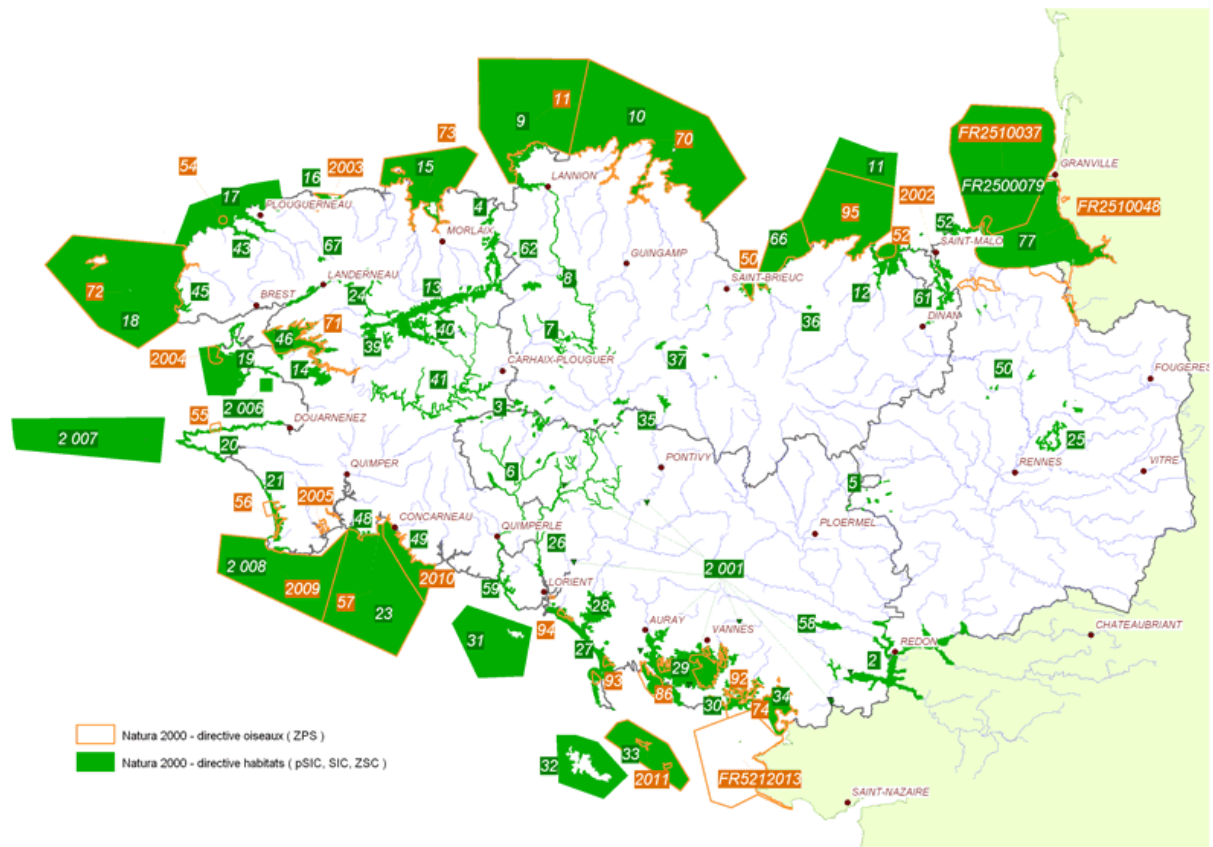 FR2510037
11
10
9
73
70
GRANVILLE
15
11
54
16
2003
LANNION
FR2500079
2002
17
FR2510048
4
PLOUGUERNEAU
95
52
66
52
77
MORLAIX
SAINT-MALO
43
67
62
GUINGAMP
50
LANDERNEAU
8
SAINT-BRIEUC
72
45
24
13
12
61
18
BREST
36
DINAN
71
40
7
46
39
2004
19
37
CARHAIX-PLOUGUER
14
50
FOUGERES
41
2 006
3
55
DOUARNENEZ
35
2 007
20
25
QUIMPER
6
PONTIVY
RENNES
VITRE
21
5
56
2005
48
CONCARNEAU
QUIMPERLE
PLOERMEL
49
26
2 008
2 001
2010
LORIENT
2009
57
59
23
28
AURAY
VANNES
58
CHATEAUBRIANT
94
31
REDON
27
29
2
93
92
86
34
30
74
Natura 2000 - directive oiseaux ( ZPS )
33
32
Natura 2000 - directive habitats ( pSIC, SIC, ZSC )
2011
FR5212013
SAINT-NAZAIRE